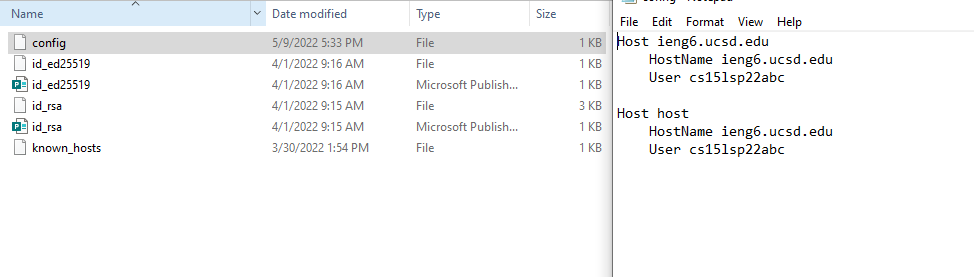 Name Date modified Type Size
config 5/9/2022 5:33 PM File 1 KB
id_ed25519 4/1/2022 9:16 AM File 1 KB
id_ed25519 4/1/2022 9:16 AM Microsoft Publish... 1 KB
id_rsa 4/1/2022 9:15 AM File 3 KB
id_rsa 4/1/2022 9:15 AM Microsoft Publish... 1 KB
known_hosts 3/30/2022 1:54 PM File 1 KB
File Edit Format View Help
Host ieng6.ucsd.edu
HostName ieng6.ucsd.edu
User cs15lsp22abc
Host host
HostName ieng6.ucsd.edu
User cs15lsp22abc